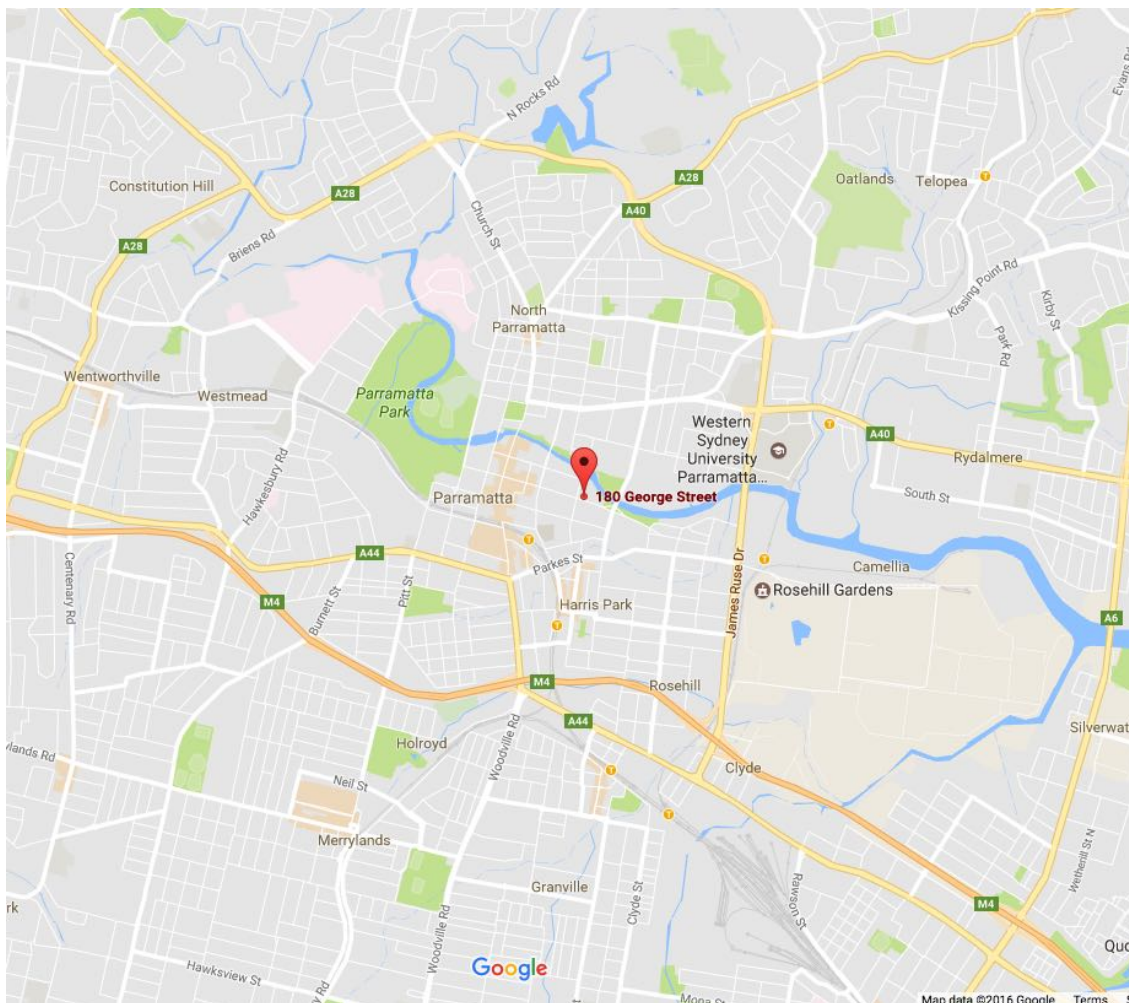 N Rocks Rd
Evans Rd
A28
Constitution Hill
A28
Oatlands
Telopea
A40
Church St
A28
Briens Rd
Kissing Point Rd
North
Parramatta
Kirby St
Park Rd
Wentworthville
Westmead
Parramatta
Park
Western
Sydney
University
Parramatta...
A40
Rydalmere
Hawkesbury Rd
Parramatta
180 George Street
South St
A44
Parkes St
Camellia
Centenary Rd
Pitt St
Rosehill Gardens
M4
Burnett St
Harris Park
James Ruse Dr
A6
M4
Rosehill
A44
Silverwat
Holroyd
Woodville Rd
ylands Rd
Clyde
Neil St
Merrylands
Wetherill St N
Granville
Clyde St
Rawson St
M4
rk
Woodville Rd
Quo
Hawksview St
Google
ry Rd
Mona St
Map data ©2016 Google Terms